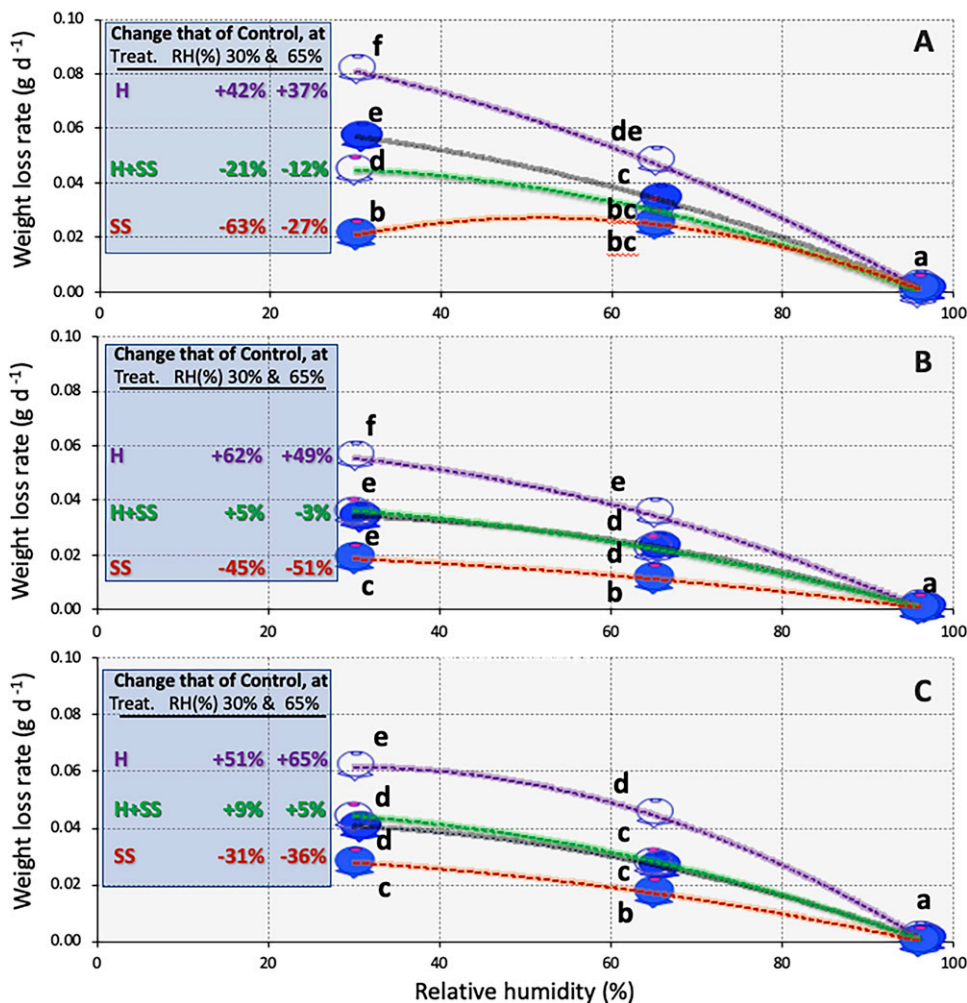 0.10
Change that of Control, at
Treat. RH(%) 30% & 65%
A
f
H +42% +37%
0.08
e
0.06
de
d
c
H+SS -21% -12%
0.04
b
bc
SS -63% -27%
0.02
bc
a
0.00
0 20 40 60 80 100
Weight loss rate (g d -1)
0.10
Change that of Control, at
Treat. RH(%) 30% & 65%
B
0.08
f
H +62% +49%
0.06
e
e
H+SS +5% -3%
0.04
d
e
d
SS -45% -51%
0.02
c
b
a
0.00
0 20 40 60 80 100
Weight loss rate (g d -1)
0.10
Change that of Control, at
Treat. RH(%) 30% & 65%
C
0.08
e
H +51% +65%
0.06
d
d
H+SS +9% +5%
0.04
d
c
SS -31% -36%
c
0.02
c
b
a
0.00
0 20 40 60 80 100
Weight loss rate (g d -1)
Relative humidity (%)